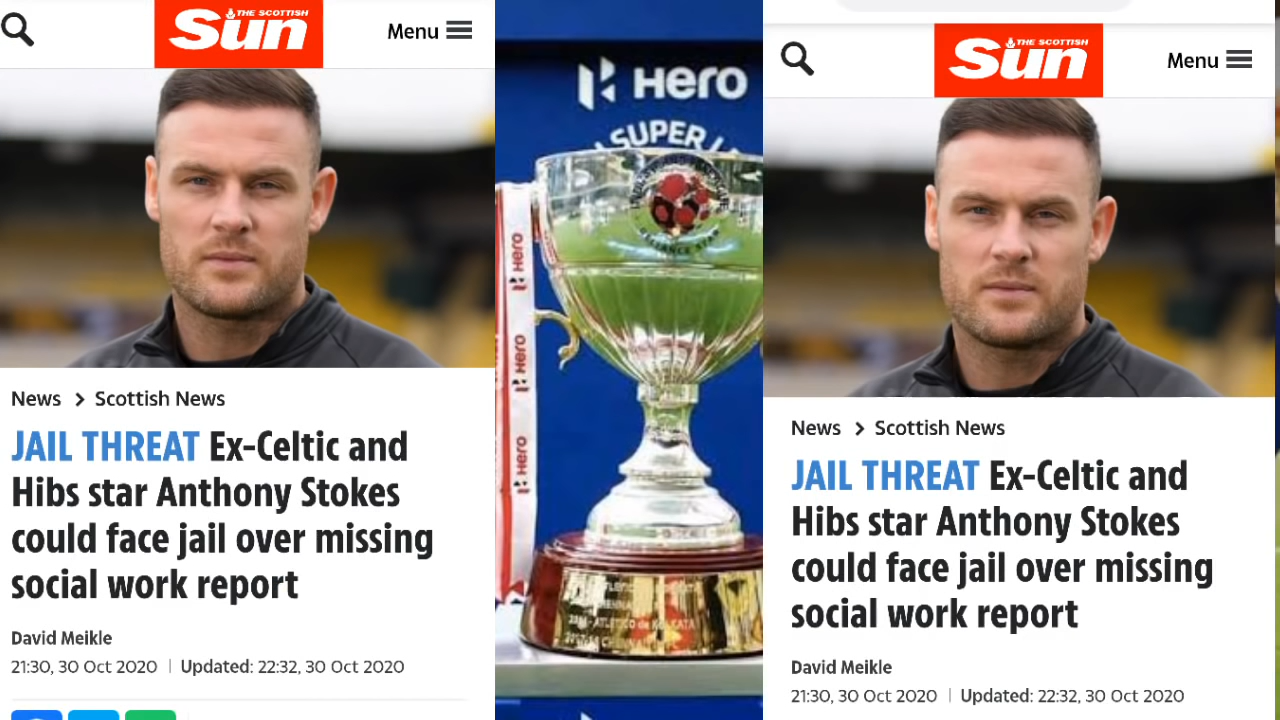 THE SCOTTISH
Sun
Menu
News > Scottish News
JAIL THREAT Ex-Celtic and
Hibs star Anthony Stokes
could face jail over missing
social work report
David Meikle
21:30, 30 Oct 2020 | Updated: 22:32, 30 Oct 2020
Hero
SUPER
Hero
Hero
Hero
ATLETICO de KOLKATA
THE SCOTTISH
Sun
Menu
News > Scottish News
JAIL THREAT Ex-Celtic and
Hibs star Anthony Stokes
could face jail over missing
social work report
David Meikle
21:30, 30 Oct 2020 | Updated: 22:32, 30 Oct 2020